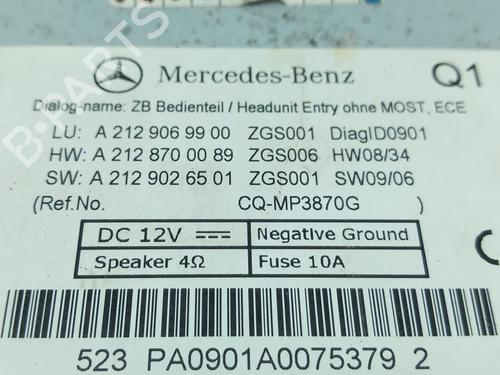 Mercedes-Benz Q1
Dialog-name: ZB Bedienteil / Headunit Entry ohne MOST, ECE
LU: A 212 906 99 00 ZGS001 DiagID0901
HW: A 212 870 00 89 ZGS006 HW08/34
SW: A 212 902 65 01 ZGS001 SW09/06
(Ref.No. CQ-MP3870G )
DC 12V Negative Ground
Speaker 4Ω Fuse 10A
523 PA0901A0075379 2